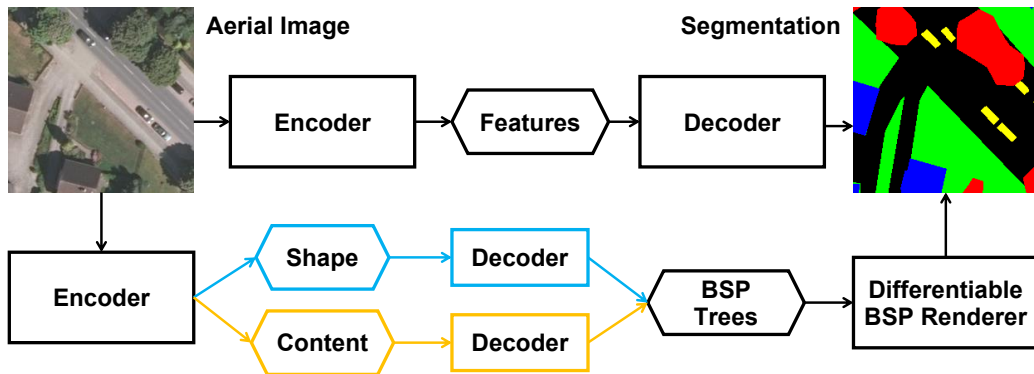 Aerial Image
Segmentation
Encoder
Features
Decoder
Encoder
Shape
Decoder
Content
Decoder
BSP
Trees
Differentiable
BSP Renderer